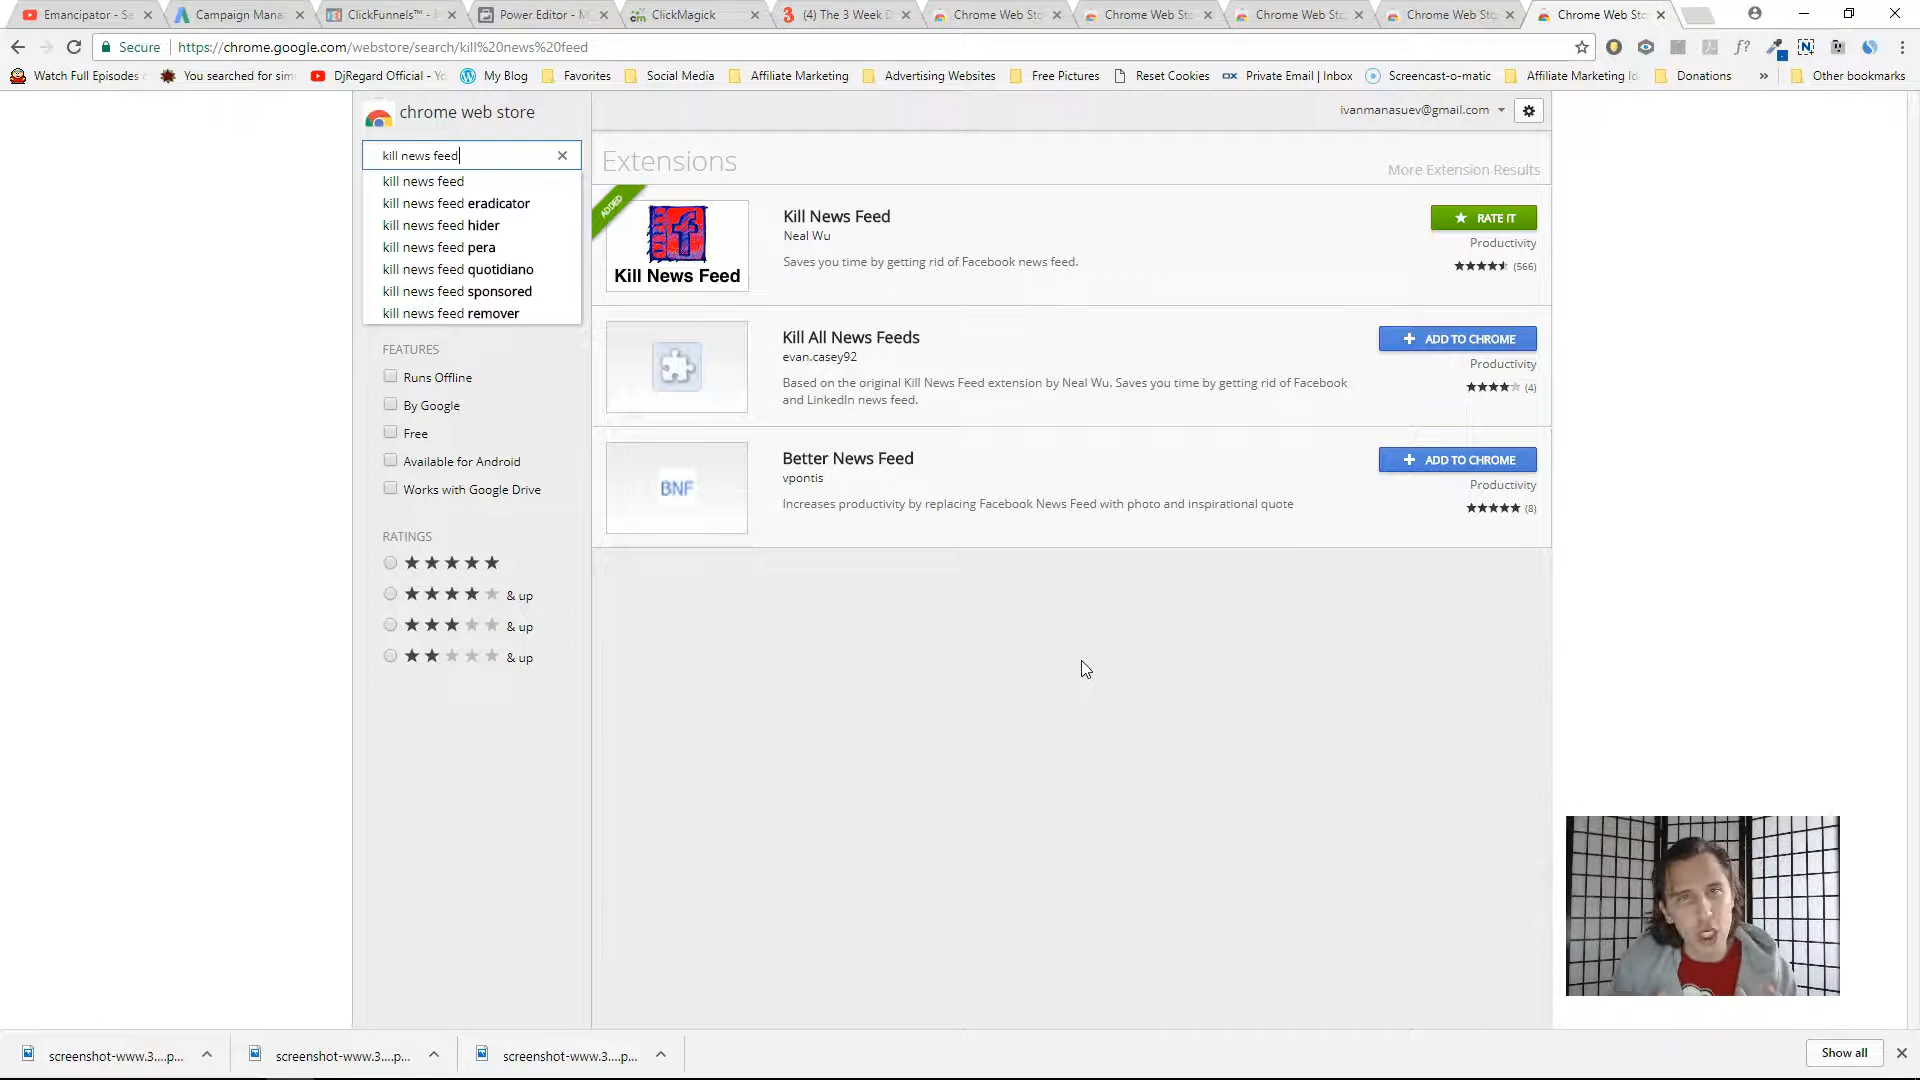 Emancipator - Sa
Campaign Mana
ClickFunnels™ -
Power Editor - M
ClickMagick
(4) The 3 Week D
Chrome Web Sto
Chrome Web Sto
Chrome Web Sto
Chrome Web Sto
Chrome Web Sto
Secure
https://chrome.google.com/webstore/search/kill%20news%20feed
Watch Full Episodes
You searched for sim
DjRegard Official - Yo
My Blog
Favorites
Social Media
Affiliate Marketing
Advertising Websites
Free Pictures
Reset Cookies
Private Email | Inbox
Screencast-o-matic
Affiliate Marketing Id
Donations
»
Other bookmarks
chrome web store
ivanmanasuev@gmail.com
kill news feed
kill news feed
kill news feed eradicator
kill news feed hider
kill news feed pera
kill news feed quotidiano
kill news feed sponsored
kill news feed remover
FEATURES
Runs Offline
By Google
Free
Available for Android
Works with Google Drive
RATINGS
& up
& up
& up
Extensions
More Extension Results
ADDED
Kill News Feed
Kill News Feed
Neal Wu
Saves you time by getting rid of Facebook news feed.
RATE IT
Productivity
(566)
Kill All News Feeds
evan.casey92
Based on the original Kill News Feed extension by Neal Wu. Saves you time by getting rid of Facebook
and LinkedIn news feed.
ADD TO CHROME
Productivity
(4)
BNF
Better News Feed
vpontis
Increases productivity by replacing Facebook News Feed with photo and inspirational quote
ADD TO CHROME
Productivity
(8)
screenshot-www.3....p...
screenshot-www.3....p...
screenshot-www.3....p...
Show all